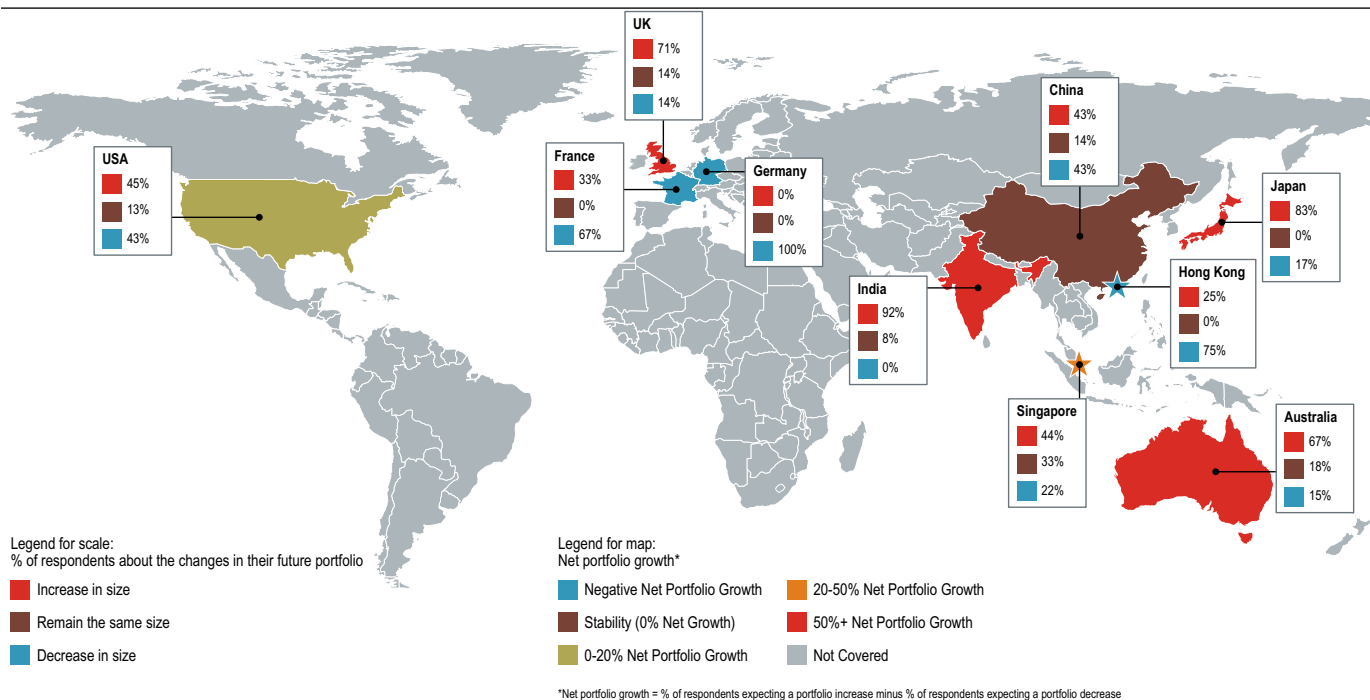 UK
71%
14%
14%
China
43%
14%
43%
USA
45%
13%
43%
France
33%
0%
67%
Germany
0%
0%
100%
Japan
83%
0%
17%
India
92%
8%
0%
Hong Kong
25%
0%
75%
Singapore
44%
33%
22%
Australia
67%
18%
15%
Legend for scale:
% of respondents about the changes in their future portfolio
Increase in size
Remain the same size
Decrease in size
Legend for map:
Net portfolio growth*
Negative Net Portfolio Growth
Stability (0% Net Growth)
0-20% Net Portfolio Growth
20-50% Net Portfolio Growth
50%+ Net Portfolio Growth
Not Covered
*Net portfolio growth = % of respondents expecting a portfolio increase minus % of respondents expecting a portfolio decrease